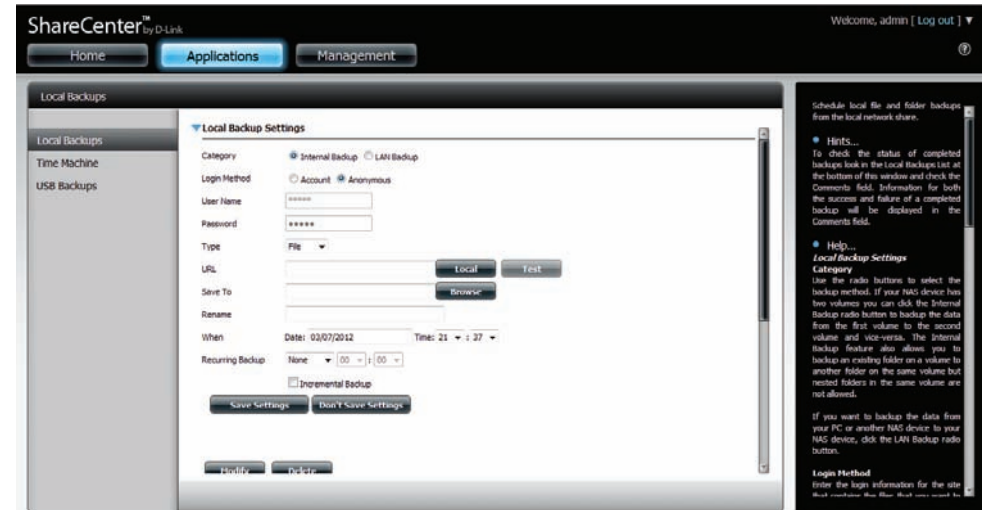 ShareCenter™ by D-Link
Welcome, admin [ Log out ] ▼
Home Applications Management
Local Backups
Local Backups
Time Machine
USB Backups
Local Backup Settings
Category Internal Backup LAN Backup
Login Method Account Anonymous
User Name *****
Password *****
Type File
URL Local Test
Save To Browse
Rename
When Date: 03/07/2012 Time: 21 : 37
Recurring Backup None 00 : 00
Incremental Backup
Save Settings Don't Save Settings
Modify Delete
Schedule local file and folder backups
from the local network share.
Hints...
To check the status of completed
backups look in the Local Backups List at
the bottom of this window and check the
Comments field. Information for both
the success and failure of a completed
backup will be displayed in the
Comments field.
Help...
Local Backup Settings
Category
Use the radio buttons to select the
backup method. If your NAS device has
two volumes you can click the Internal
Backup radio button to backup the data
from the first volume to the second
volume and vice-versa. The Internal
Backup feature also allows you to
backup an existing folder on a volume to
another folder on the same volume but
nested folders in the same volume are
not allowed.
If you want to backup the data from
your PC or another NAS device to your
NAS device, click the LAN Backup radio
button.
Login Method
Enter the login information for the site
that contains the files that you want to